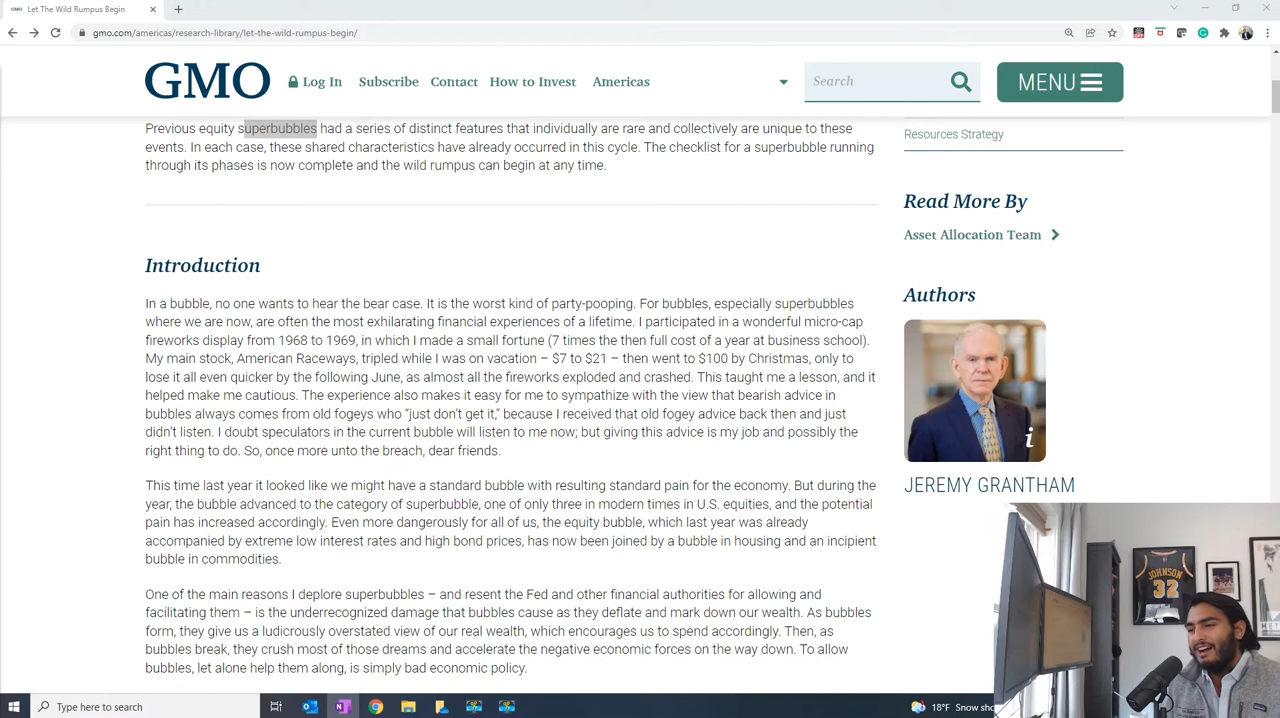 GMO Let The Wild Rumpus Begin
gmo.com/americas/research-library/let-the-wild-rumpus-begin/
GMO
Log In
Subscribe
Contact
How to Invest
Americas
Search
MENU
Previous equity superbubbles had a series of distinct features that individually are rare and collectively are unique to these
events. In each case, these shared characteristics have already occurred in this cycle. The checklist for a superbubble running
through its phases is now complete and the wild rumpus can begin at any time.
Resources Strategy
Read More By
Asset Allocation Team
Introduction
In a bubble, no one wants to hear the bear case. It is the worst kind of party-pooping. For bubbles, especially superbubbles
where we are now, are often the most exhilarating financial experiences of a lifetime. I participated in a wonderful micro-cap
fireworks display from 1968 to 1969, in which I made a small fortune (7 times the then full cost of a year at business school).
My main stock, American Raceways, tripled while I was on vacation – $7 to $21 – then went to $100 by Christmas, only to
lose it all even quicker by the following June, as almost all the fireworks exploded and crashed. This taught me a lesson, and it
helped make me cautious. The experience also makes it easy for me to sympathize with the view that bearish advice in
bubbles always comes from old fogeys who “just don’t get it,” because I received that old fogey advice back then and just
didn’t listen. I doubt speculators in the current bubble will listen to me now; but giving this advice is my job and possibly the
right thing to do. So, once more unto the breach, dear friends.
This time last year it looked like we might have a standard bubble with resulting standard pain for the economy. But during the
year, the bubble advanced to the category of superbubble, one of only three in modern times in U.S. equities, and the potential
pain has increased accordingly. Even more dangerously for all of us, the equity bubble, which last year was already
accompanied by extreme low interest rates and high bond prices, has now been joined by a bubble in housing and an incipient
bubble in commodities.
One of the main reasons I deplore superbubbles – and resent the Fed and other financial authorities for allowing and
facilitating them – is the underrecognized damage that bubbles cause as they deflate and mark down our wealth. As bubbles
form, they give us a ludicrously overstated view of our real wealth, which encourages us to spend accordingly. Then, as
bubbles break, they crush most of those dreams and accelerate the negative economic forces on the way down. To allow
bubbles, let alone help them along, is simply bad economic policy.
Authors
i
JEREMY GRANTHAM
JOHNSON
32
Type here to search
18°F Snow sho